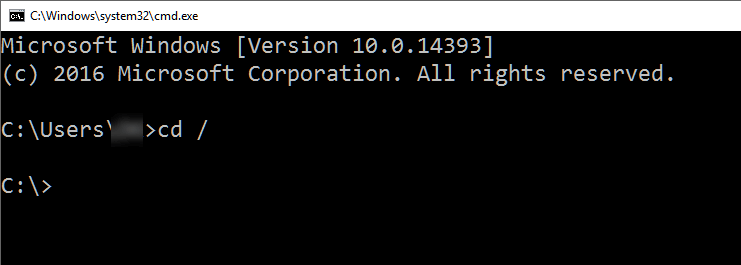 C:\Windows\system32\cmd.exe
Microsoft Windows [Version 10.0.14393]
(c) 2016 Microsoft Corporation. All rights reserved.
C:\Users\ >cd /
C:\>